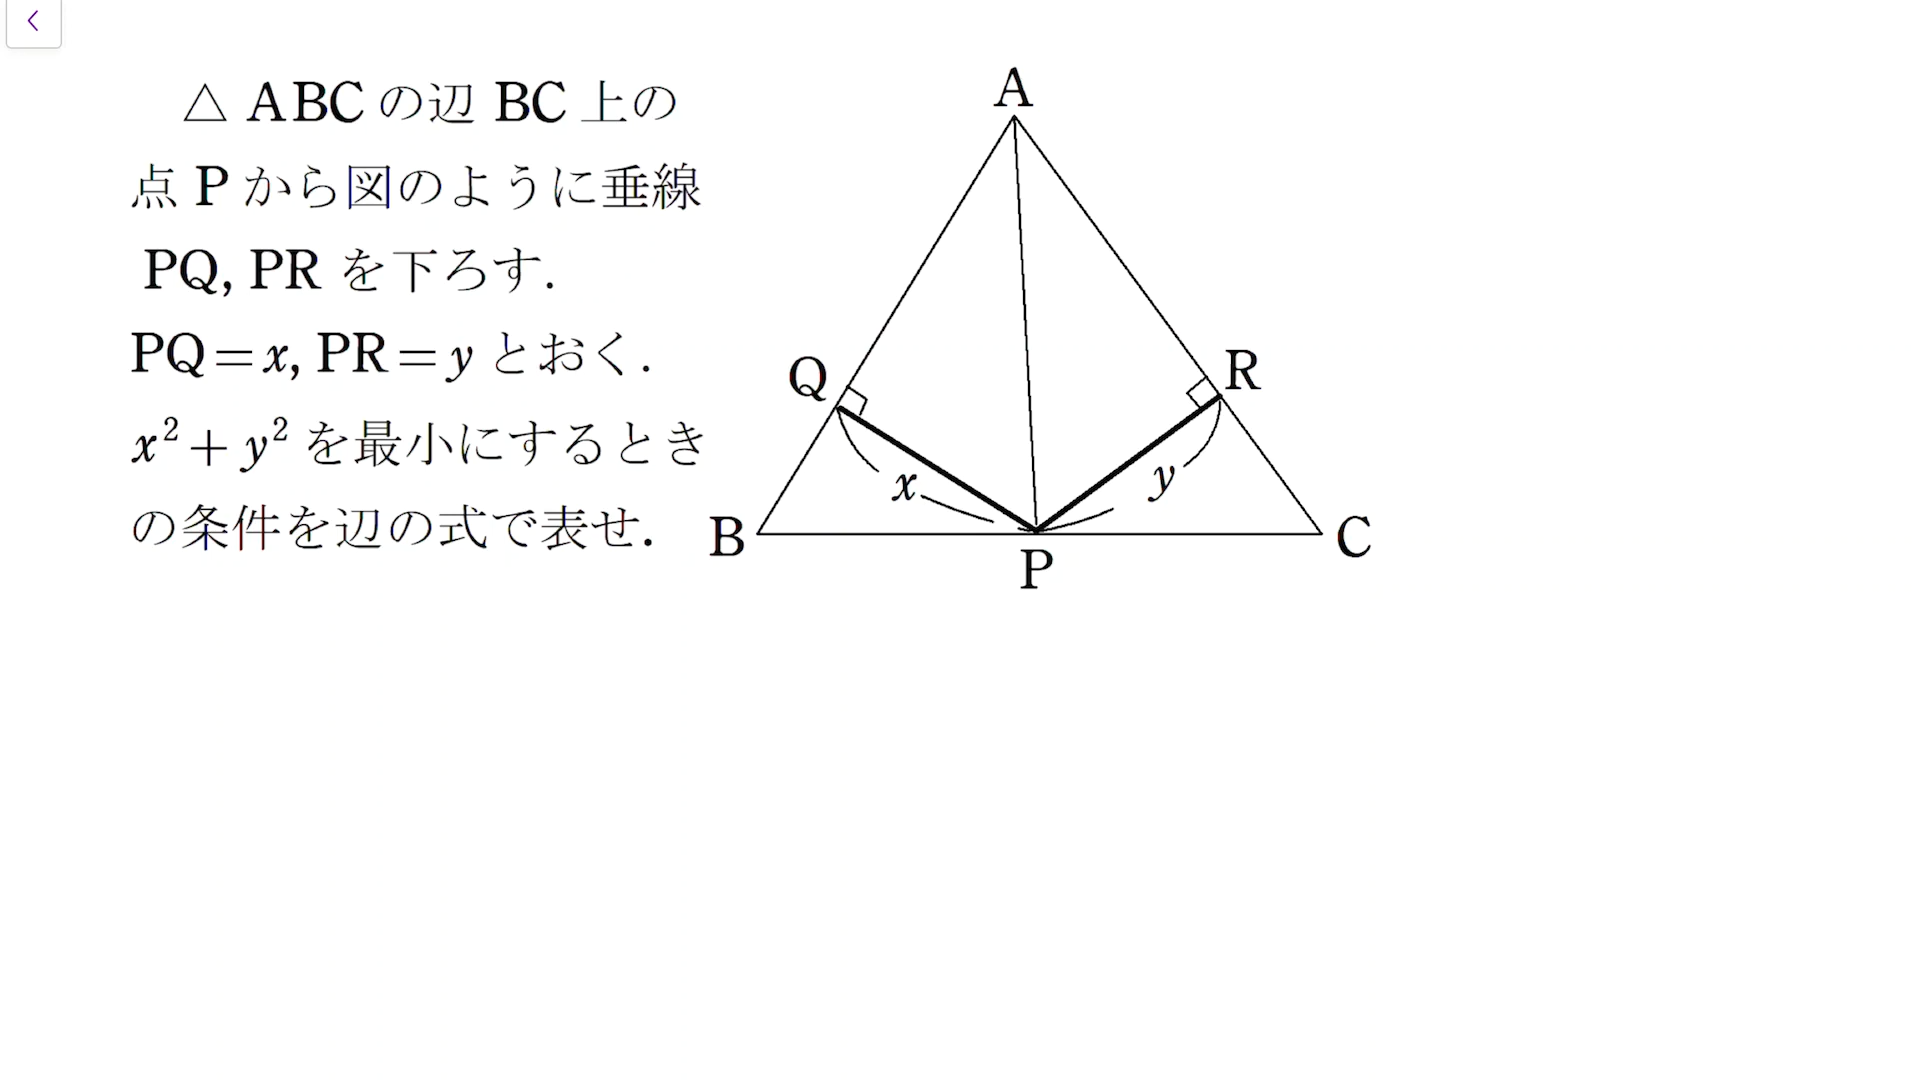 △ABCの辺BC上の
点Pから図のように垂線
PQ, PRを下ろす.
PQ=x, PR=yとおく.
x²+y²を最小にするとき
の条件を辺の式で表せ.
A
Q
R
x
y
B
C
P